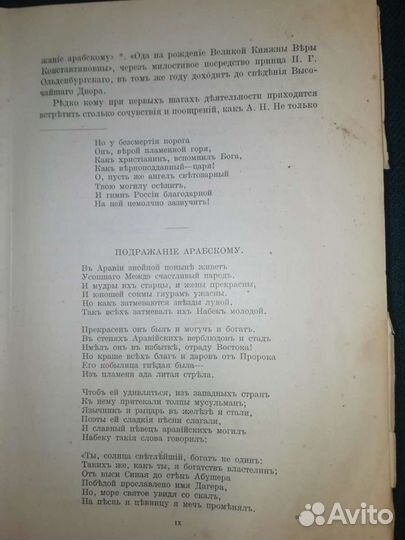 жаніе арабскому» *. «Ода на рожденіе Великой Княжны Вѣры
Константиновны», черезъ милостивое посредство принца П. Г.
Ольденбургскаго, въ томъ же году доходитъ до свѣдѣнія Высо-
чайшаго Двора.
Рѣдко кому при первыхъ шагахъ дѣятельности приходится
встрѣтить столько сочувствія и поощреній, какъ А. Н. Не только
Но у безсмертія порога
Онъ, вѣрой пламенной горя,
Какъ христіанинъ, вспомнилъ Бога,
Какъ вѣрноподданный—царя!
О, пусть же ангелъ свѣтозарный
Твою могилу осѣнитъ,
И гимнъ Россіи благодарной
На ней немолчно зазвучитъ!
ПОДРАЖАНІЕ АРАБСКОМУ.
Въ Аравіи знойной понынѣ живетъ
Усопшаго Междъ счастливый народъ,
И мудры ихъ старцы, и жены прекрасны,
И юношей сонмы гяурамъ ужасны.
Но какъ затмеваются звѣзды луной,
Такъ всѣхъ затмевалъ ихъ Набекъ молодой.
Прекрасенъ онъ былъ и могучъ и богатъ.
Въ степяхъ Аравійскихъ верблюдовъ и стадъ
Имѣлъ онъ въ избыткѣ, отраду Востока!
Но краше всѣхъ благъ и даровъ отъ Пророка
Его кобылица гнѣдая была—
Изъ пламени ада литая стрѣла.
Чтобъ ей удивляться, изъ западныхъ странъ
Къ нему притекали толпы мусульманъ;
Язычникъ и рыцарь въ желѣзѣ и стали,
Поэты ей сладкія пѣсни слагали,
И славный пѣвецъ аравійскихъ могилъ
Набеку такія слова говорилъ:
«Ты, солнца свѣтлѣйшій, богатъ не одинъ;
Такихъ же, какъ ты, я богатствъ властелинъ;
Отъ выси Синая до стѣнъ Абушера
Побѣдой прославлено имя Дагера,
Но, море святое увидя со скалъ,
На пѣснь и цѣвницу я мечъ промѣнялъ.
IX
Avito